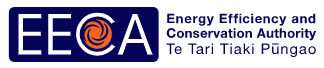 EECA
Energy Efficiency and
Conservation Authority
Te Tari Tiaki Pūngao